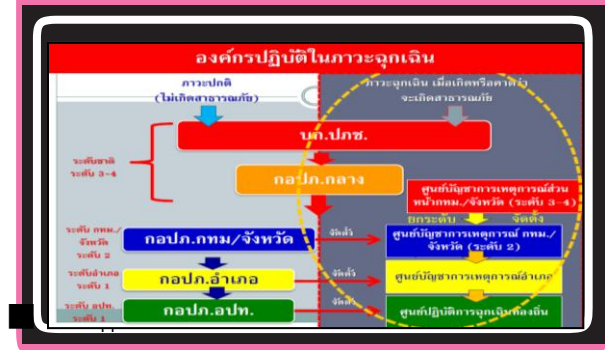 องค์กรปฏิบัติในภาวะฉุกเฉิน
ภาวะปกติ
(ไม่เกิดสาธารณภัย)
ภาวะฉุกเฉิน เมื่อเกิดหรือคาดว่า
จะเกิดสาธารณภัย
บก.ปภช.
ระดับชาติ
ระดับ 3-4
กอปภ.กลาง
ศูนย์บัญชาการเหตุการณ์ส่วน
หน้ากทม./จังหวัด (ระดับ 3-4)
ยกระดับ
จัดตั้ง
ระดับ กทม./
จังหวัด
ระดับ 2
กอปภ.กทม/จังหวัด
จัดตั้ง
ศูนย์บัญชาการเหตุการณ์ กทม./
จังหวัด (ระดับ 2)
ระดับอำเภอ
ระดับ 1
กอปภ.อำเภอ
จัดตั้ง
ศูนย์บัญชาการเหตุการณ์อำเภอ
ระดับ อปท.
ระดับ 1
กอปภ.อปท.
จัดตั้ง
ศูนย์ปฏิบัติการฉุกเฉินท้องถิ่น